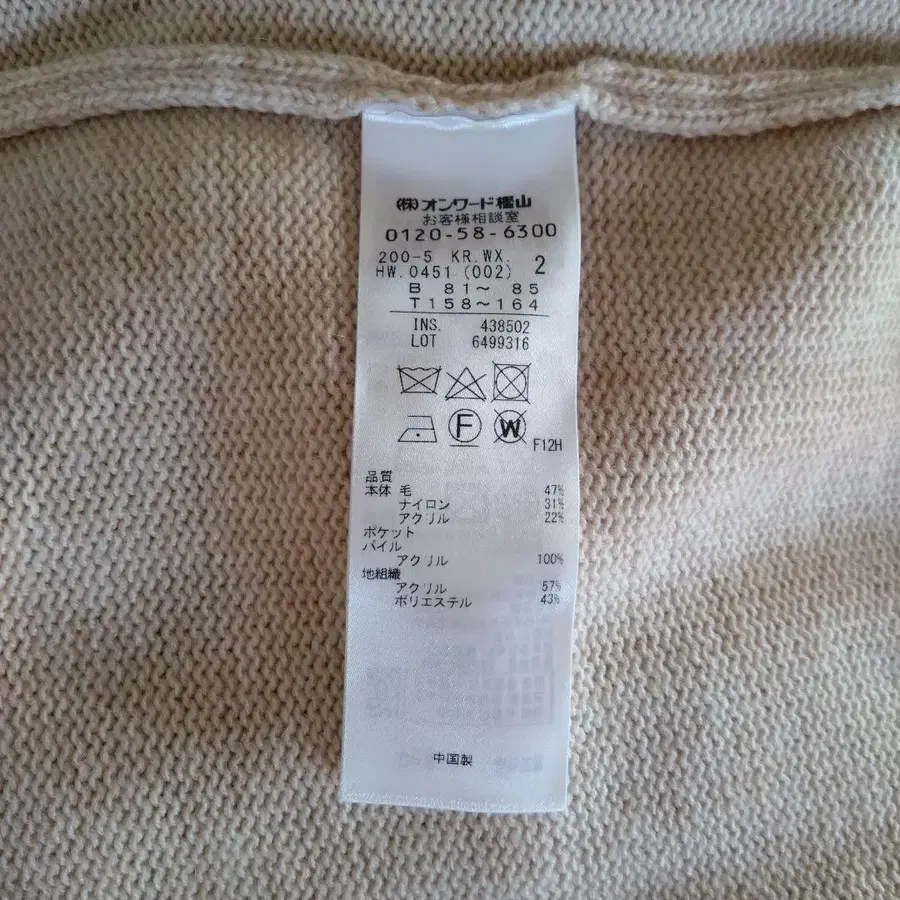 ㈱オンワード樫山
お客様相談室
0120-58-6300
200-5 KR.WX.
HW.0451 (002) 2
B 81～ 85
T 158～164
INS. 438502
LOT 6499316
F
W
F12H
品質
本体 毛 47%
ナイロン 31%
アクリル 22%
ポケット
パイル
アクリル 100%
地組織
アクリル 57%
ポリエステル 43%
中国製